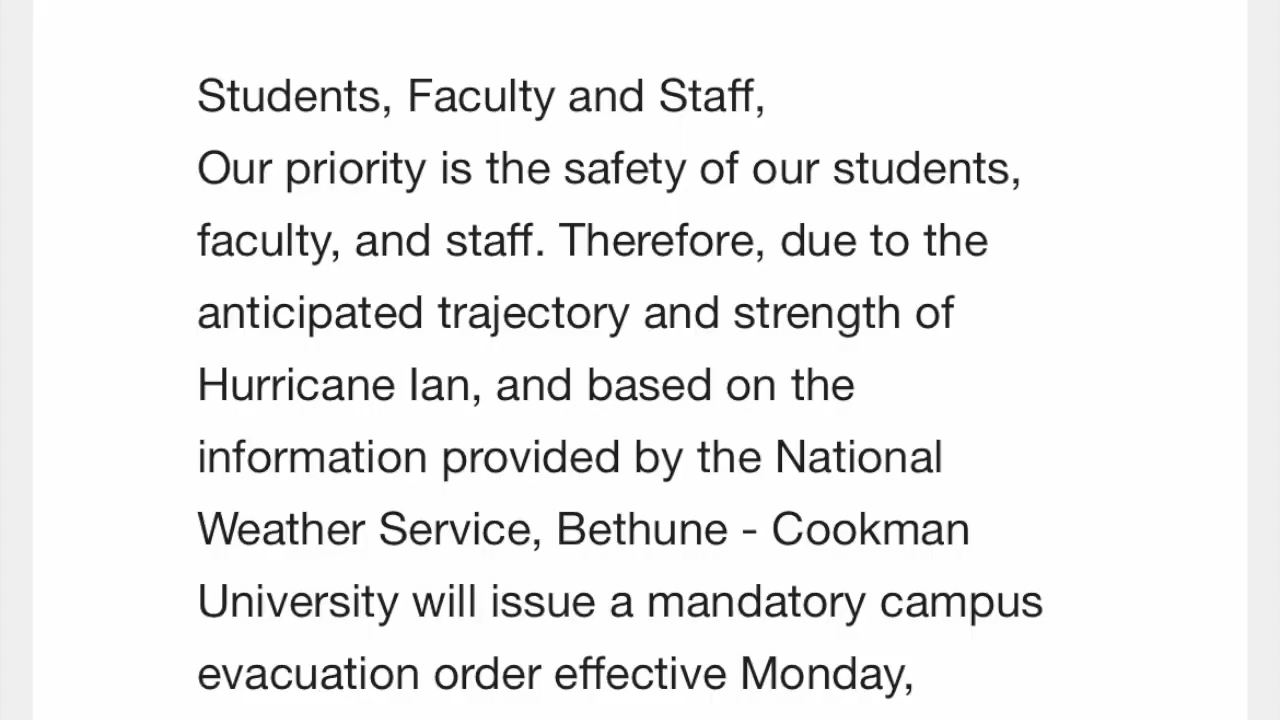 Students, Faculty and Staff,
Our priority is the safety of our students,
faculty, and staff. Therefore, due to the
anticipated trajectory and strength of
Hurricane Ian, and based on the
information provided by the National
Weather Service, Bethune - Cookman
University will issue a mandatory campus
evacuation order effective Monday,